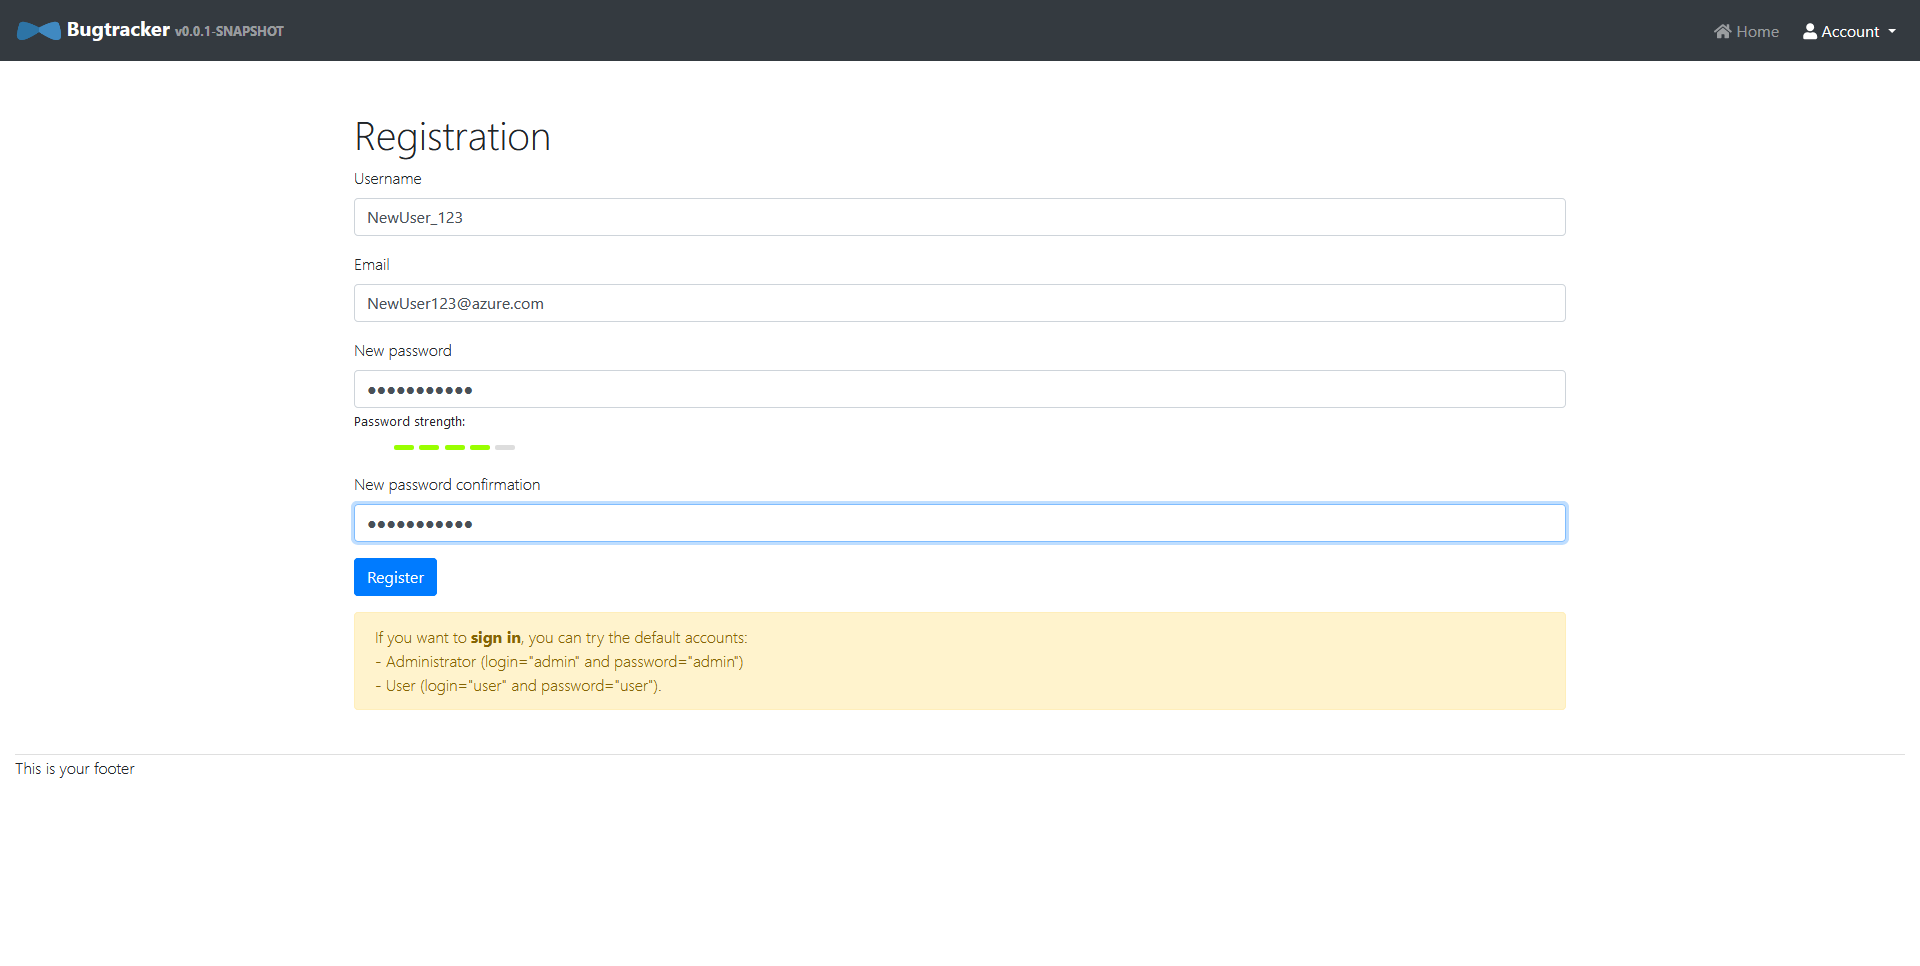 Bugtracker v0.0.1-SNAPSHOT
Home
Account
Registration
Username
NewUser_123
Email
NewUser123@azure.com
New password
●●●●●●●●●●●
Password strength:
New password confirmation
●●●●●●●●●●●
Register
If you want to sign in, you can try the default accounts:
- Administrator (login="admin" and password="admin")
- User (login="user" and password="user").
This is your footer